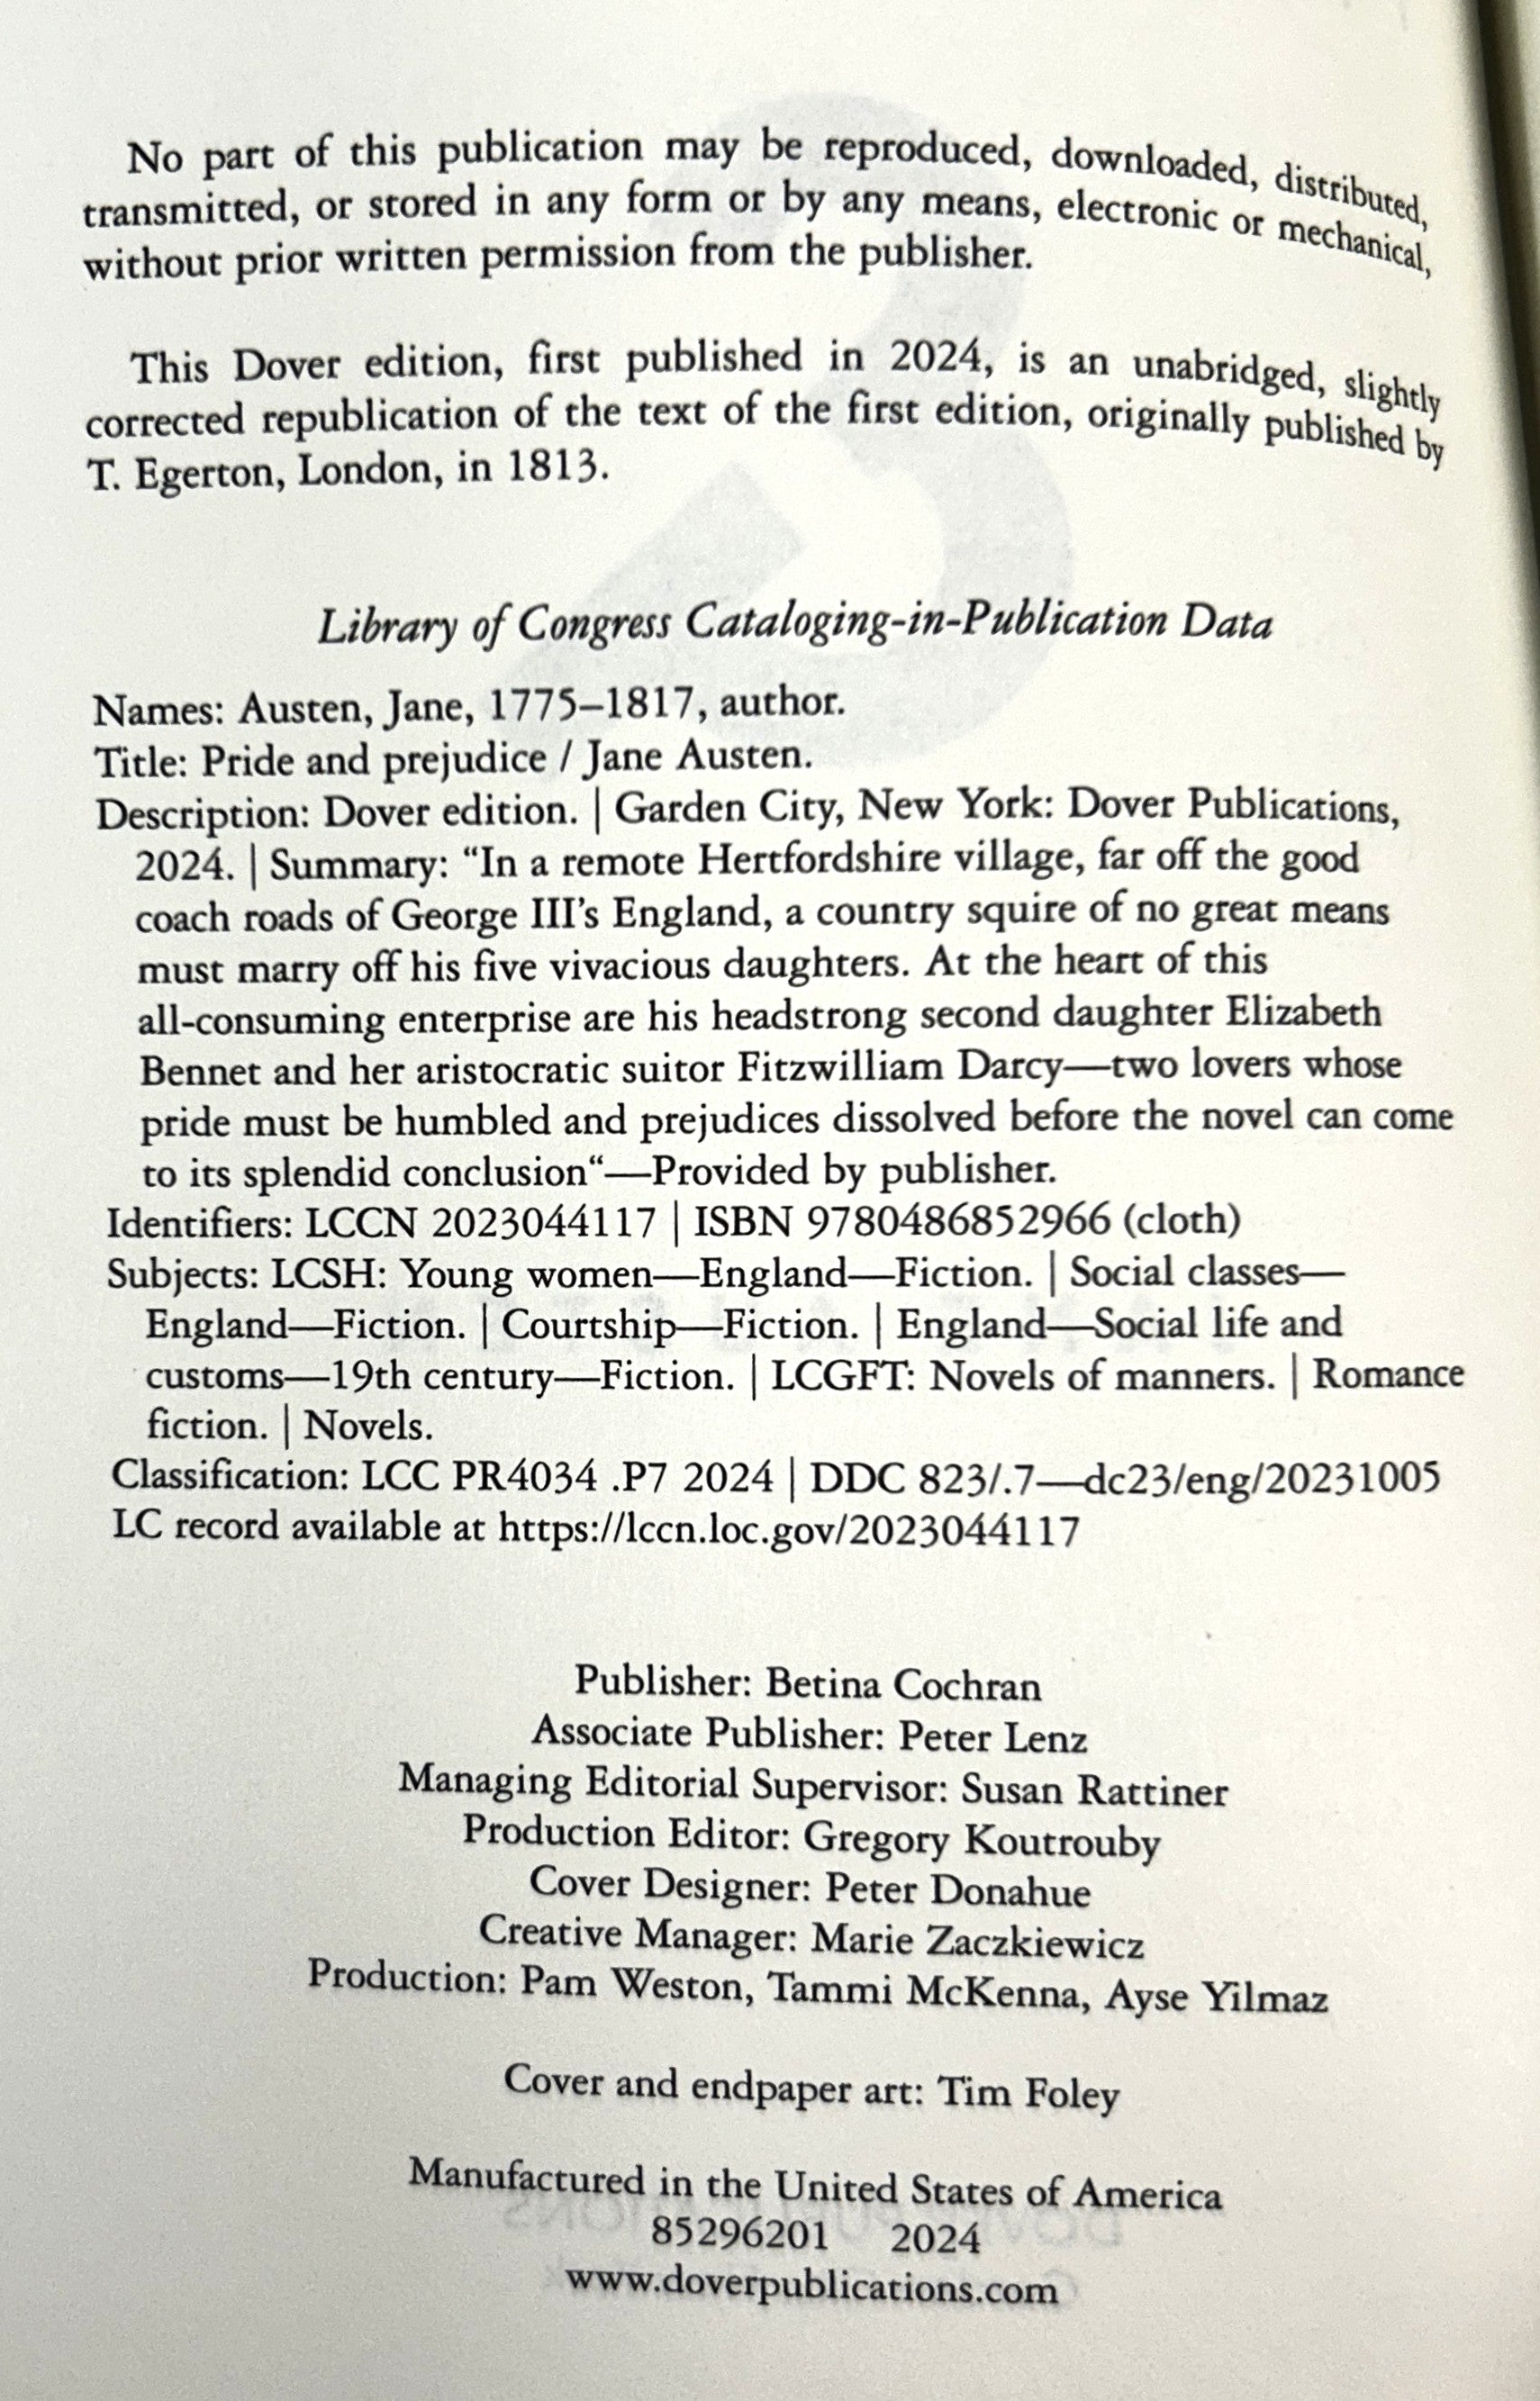 No part of this publication may be reproduced, downloaded, distributed,
transmitted, or stored in any form or by any means, electronic or mechanical,
without prior written permission from the publisher.
This Dover edition, first published in 2024, is an unabridged, slightly
corrected republication of the text of the first edition, originally published by
T. Egerton, London, in 1813.
Library of Congress Cataloging-in-Publication Data
Names: Austen, Jane, 1775–1817, author.
Title: Pride and prejudice / Jane Austen.
Description: Dover edition. | Garden City, New York: Dover Publications,
2024. | Summary: “In a remote Hertfordshire village, far off the good
coach roads of George III’s England, a country squire of no great means
must marry off his five vivacious daughters. At the heart of this
all-consuming enterprise are his headstrong second daughter Elizabeth
Bennet and her aristocratic suitor Fitzwilliam Darcy—two lovers whose
pride must be humbled and prejudices dissolved before the novel can come
to its splendid conclusion“—Provided by publisher.
Identifiers: LCCN 2023044117 | ISBN 9780486852966 (cloth)
Subjects: LCSH: Young women—England—Fiction. | Social classes—
England—Fiction. | Courtship—Fiction. | England—Social life and
customs—19th century—Fiction. | LCGFT: Novels of manners. | Romance
fiction. | Novels.
Classification: LCC PR4034 .P7 2024 | DDC 823/.7—dc23/eng/20231005
LC record available at https://lccn.loc.gov/2023044117
Publisher: Betina Cochran
Associate Publisher: Peter Lenz
Managing Editorial Supervisor: Susan Rattiner
Production Editor: Gregory Koutrouby
Cover Designer: Peter Donahue
Creative Manager: Marie Zaczkiewicz
Production: Pam Weston, Tammi McKenna, Ayse Yilmaz
Cover and endpaper art: Tim Foley
Manufactured in the United States of America
85296201 2024
www.doverpublications.com